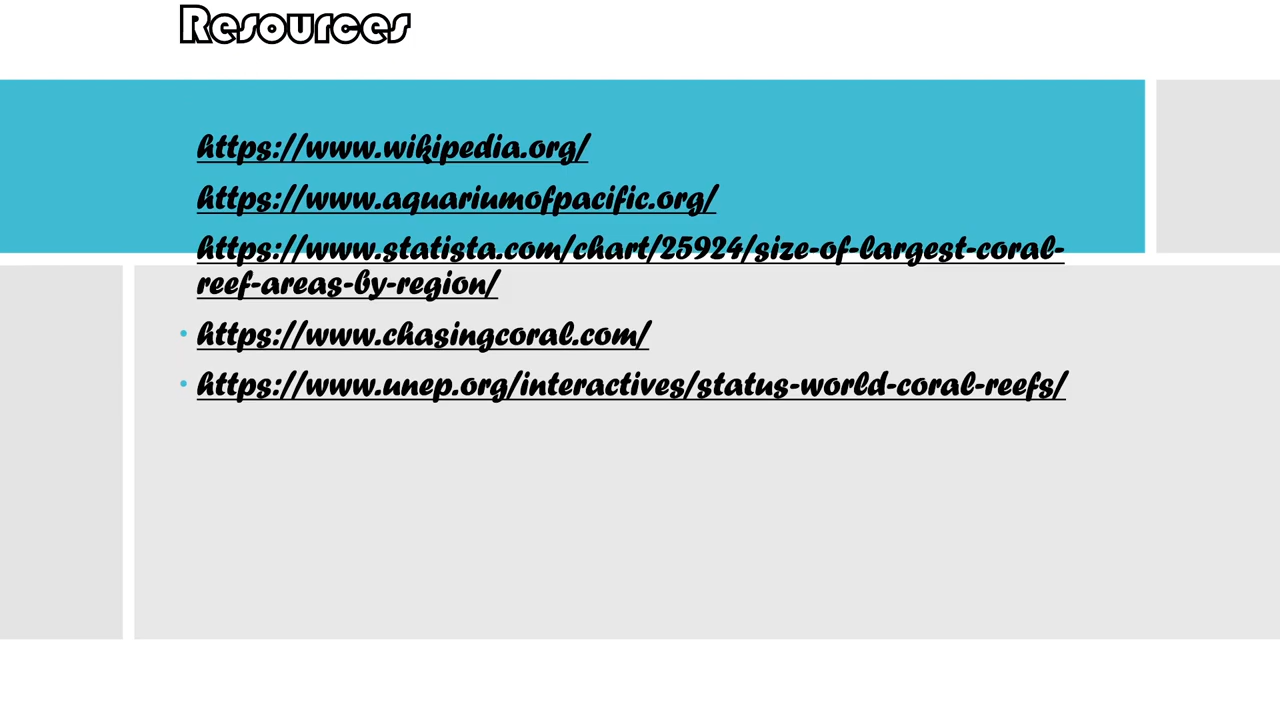 Resources
https://www.wikipedia.org/
https://www.aquariumofpacific.org/
https://www.statista.com/chart/25924/size-of-largest-coral-
reef-areas-by-region/
• https://www.chasingcoral.com/
• https://www.unep.org/interactives/status-world-coral-reefs/